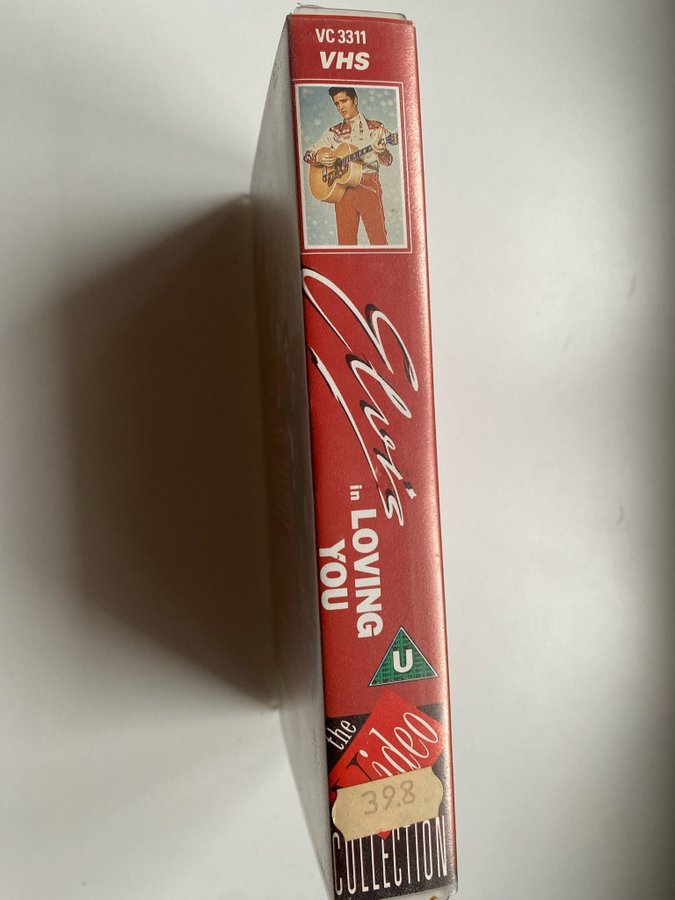 VC 3311
VHS
Elvis
in LOVING
YOU
U
the
Video
39.8
COLLECTION